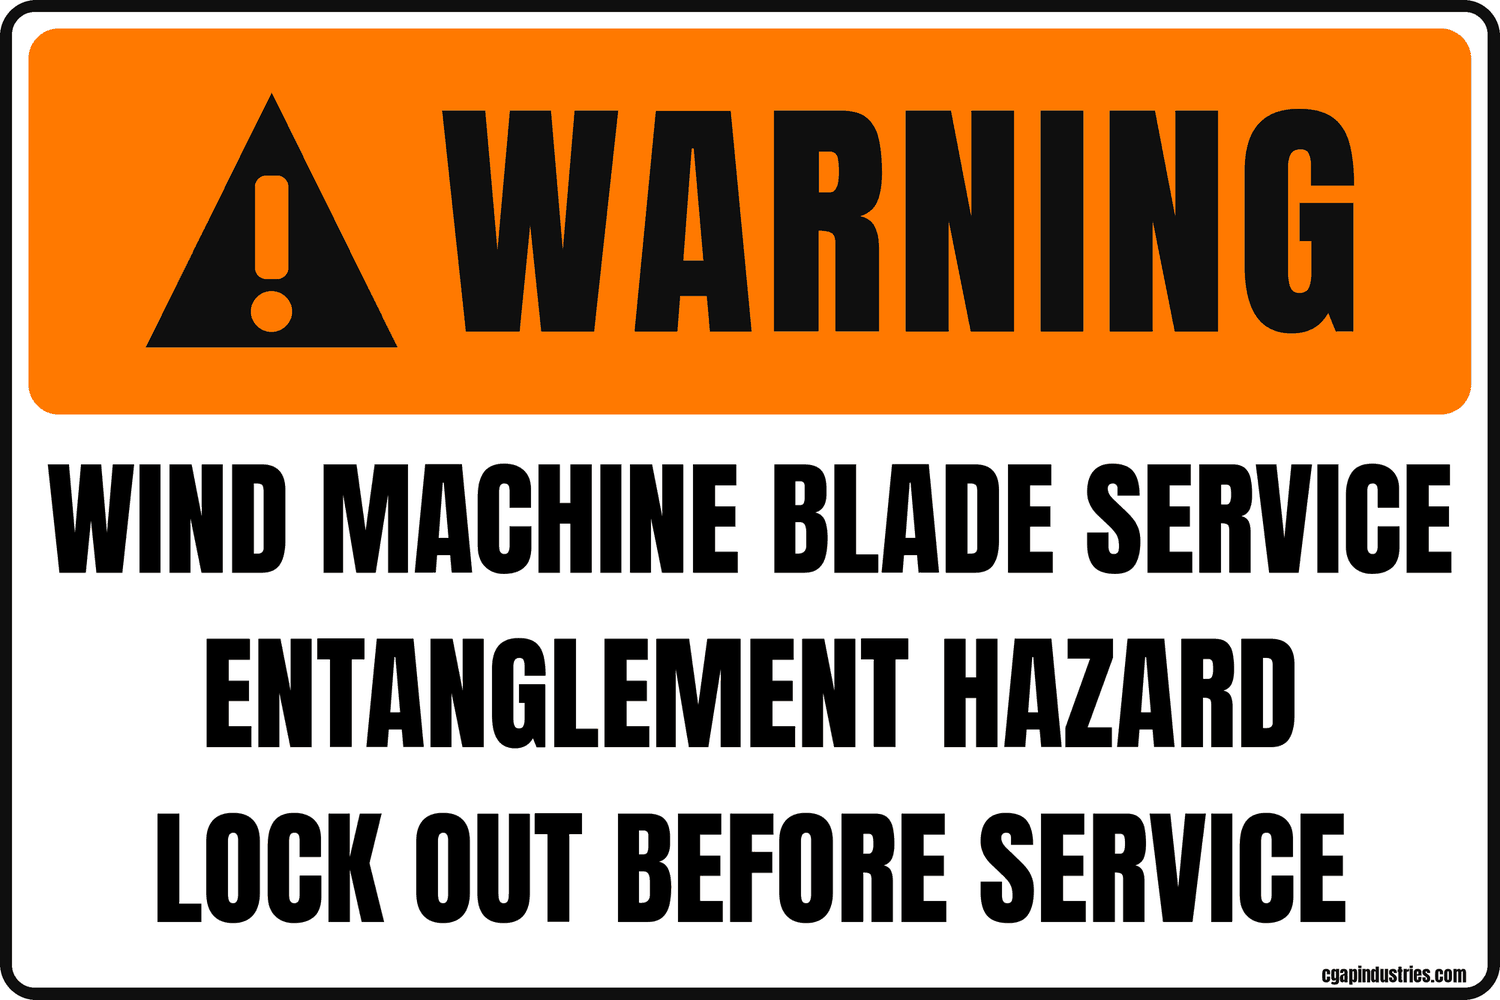 WARNING
WIND MACHINE BLADE SERVICE
ENTANGLEMENT HAZARD
LOCK OUT BEFORE SERVICE
cgapindustries.com